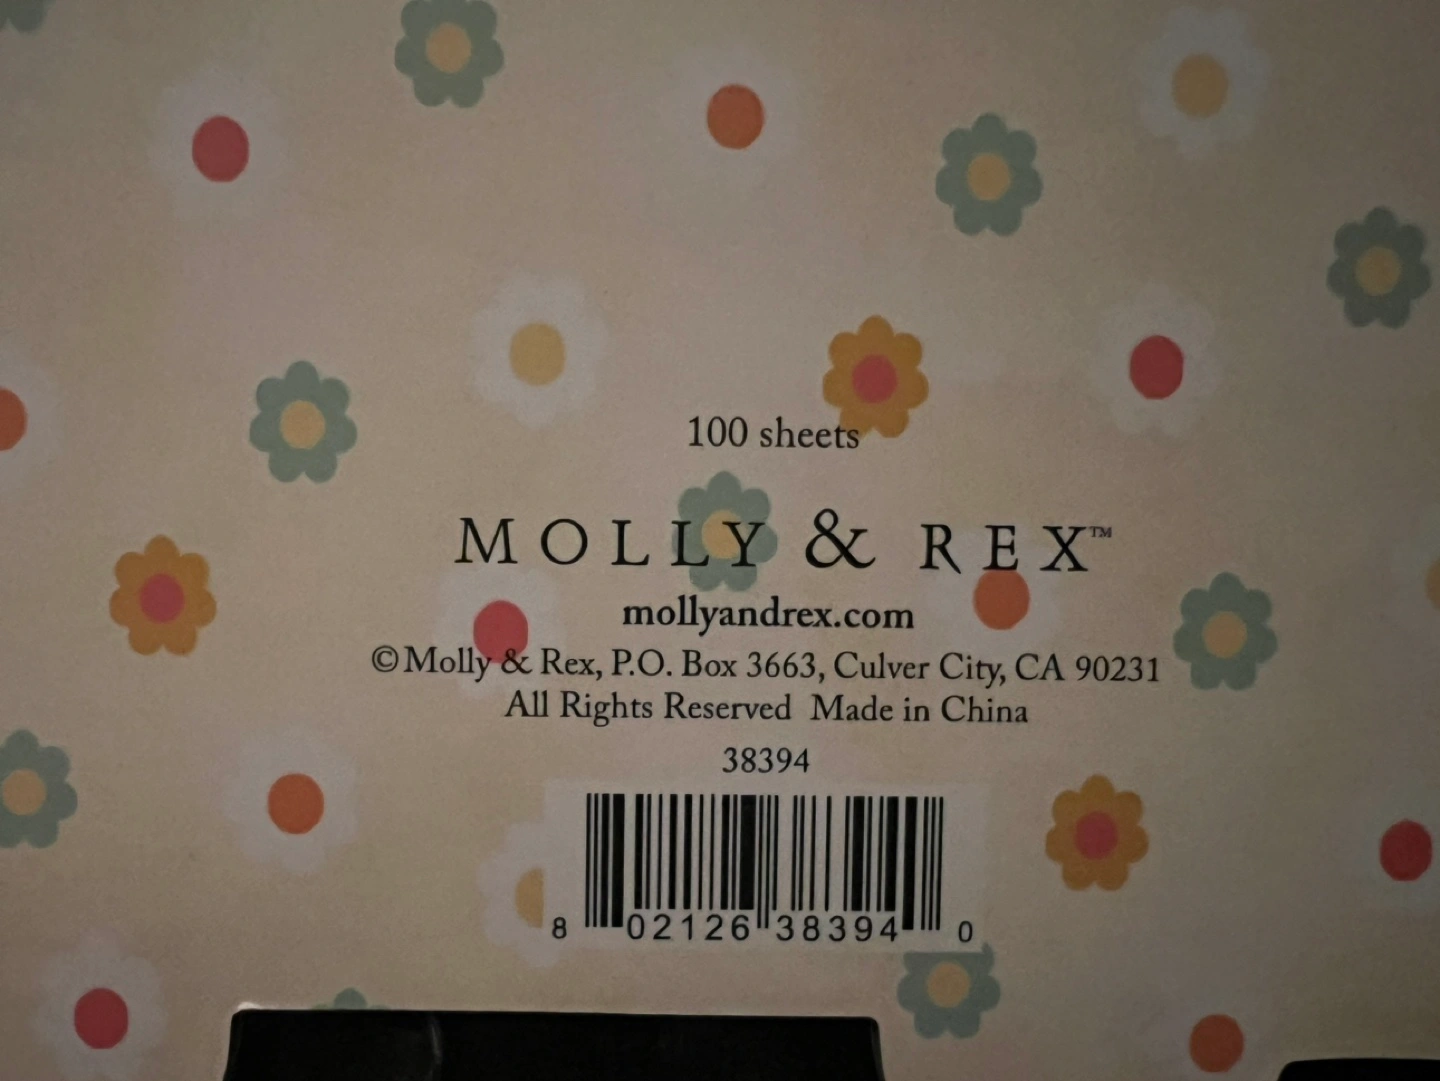 100 sheets
MOLLY & REX™
mollyandrex.com
©Molly & Rex, P.O. Box 3663, Culver City, CA 90231
All Rights Reserved Made in China
38394
8 02126 38394 0